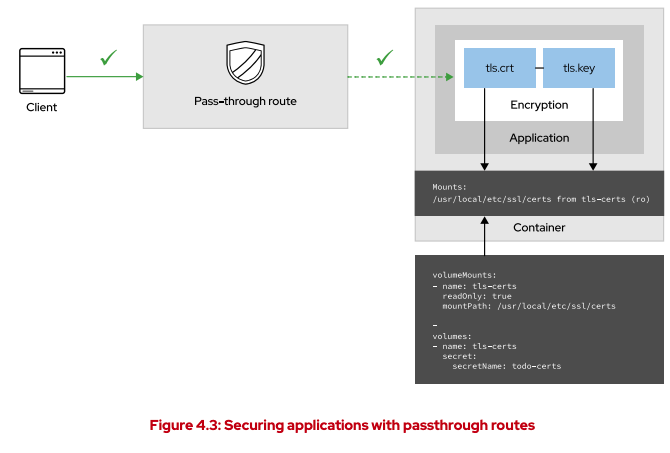 Client
Pass-through route
tls.crt
tls.key
Encryption
Application
Mounts:
/usr/local/etc/ssl/certs from tls-certs (ro)
Container
volumeMounts:
- name: tls-certs
  readOnly: true
  mountPath: /usr/local/etc/ssl/certs
-
volumes:
- name: tls-certs
  secret:
    secretName: todo-certs
Figure 4.3: Securing applications with passthrough routes